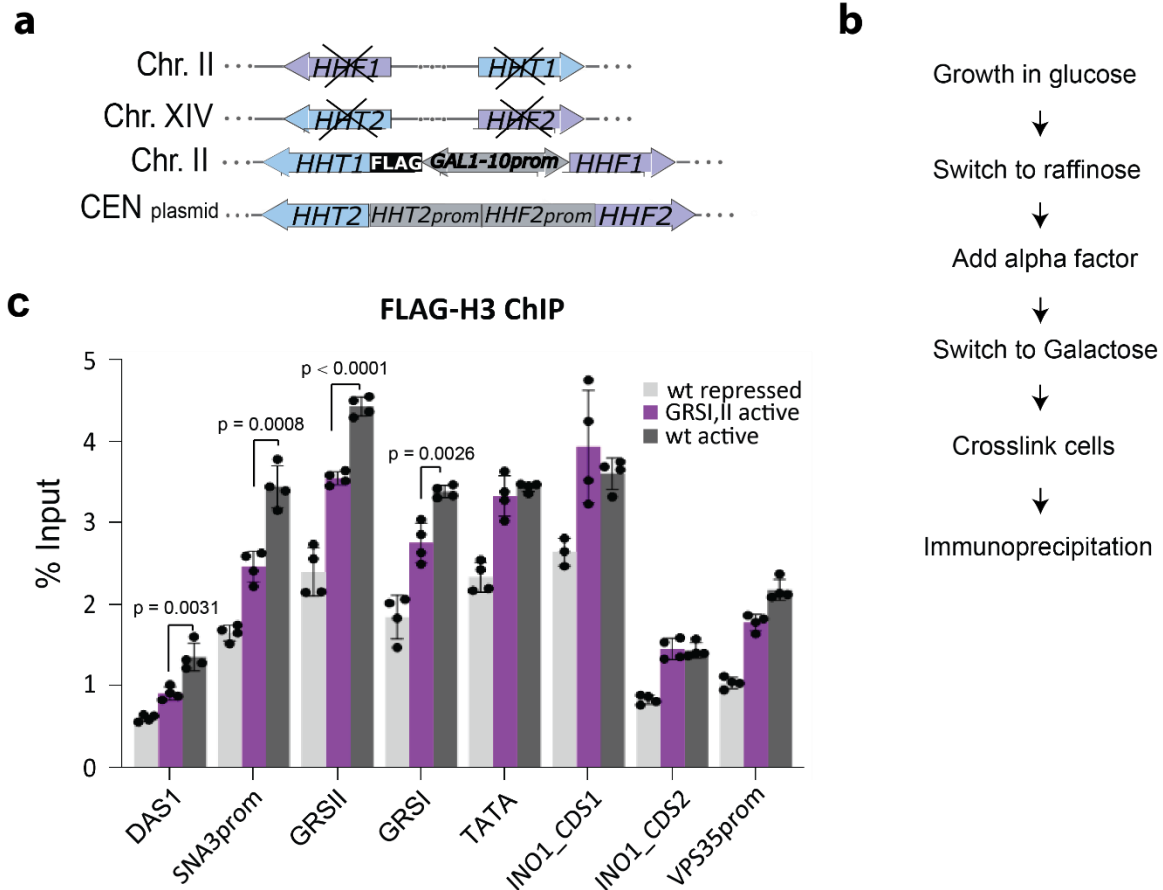 a
Chr. II
HHF1
HHT1
Chr. XIV
HHT2
HHF2
Chr. II
HHT1
FLAG
GAL1-10prom
HHF1
CEN plasmid
HHT2
HHT2prom
HHF2prom
HHF2
b
Growth in glucose
Switch to raffinose
Add alpha factor
Switch to Galactose
Crosslink cells
Immunoprecipitation
c
FLAG-H3 ChIP
% Input
5
4
3
2
1
0
p = 0.0031
p = 0.0008
p < 0.0001
p = 0.0026
wt repressed
GRSI,II active
wt active
DAS1
SNA3prom
GRSII
GRSI
TATA
INO1_CDS1
INO1_CDS2
VPS35prom